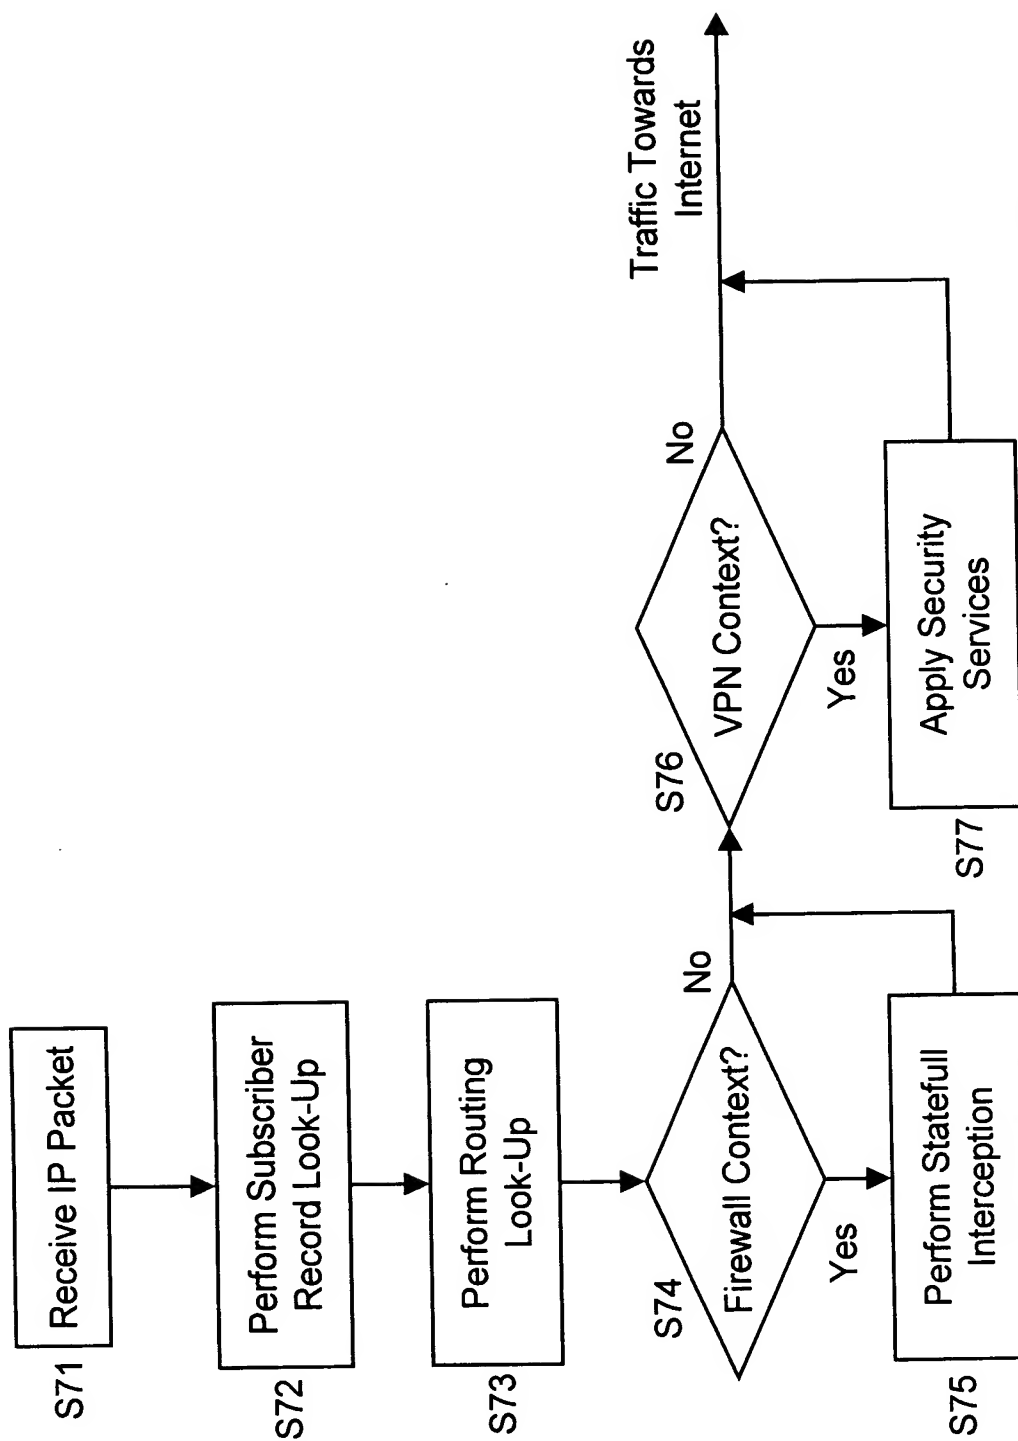 S71
Receive IP Packet
S72
Perform Subscriber
Record Look-Up
S73
Perform Routing
Look-Up
S74
Firewall Context?
No
Yes
S75
Perform Statefull
Interception
S76
VPN Context?
No
Yes
S77
Apply Security
Services
Traffic Towards
Internet